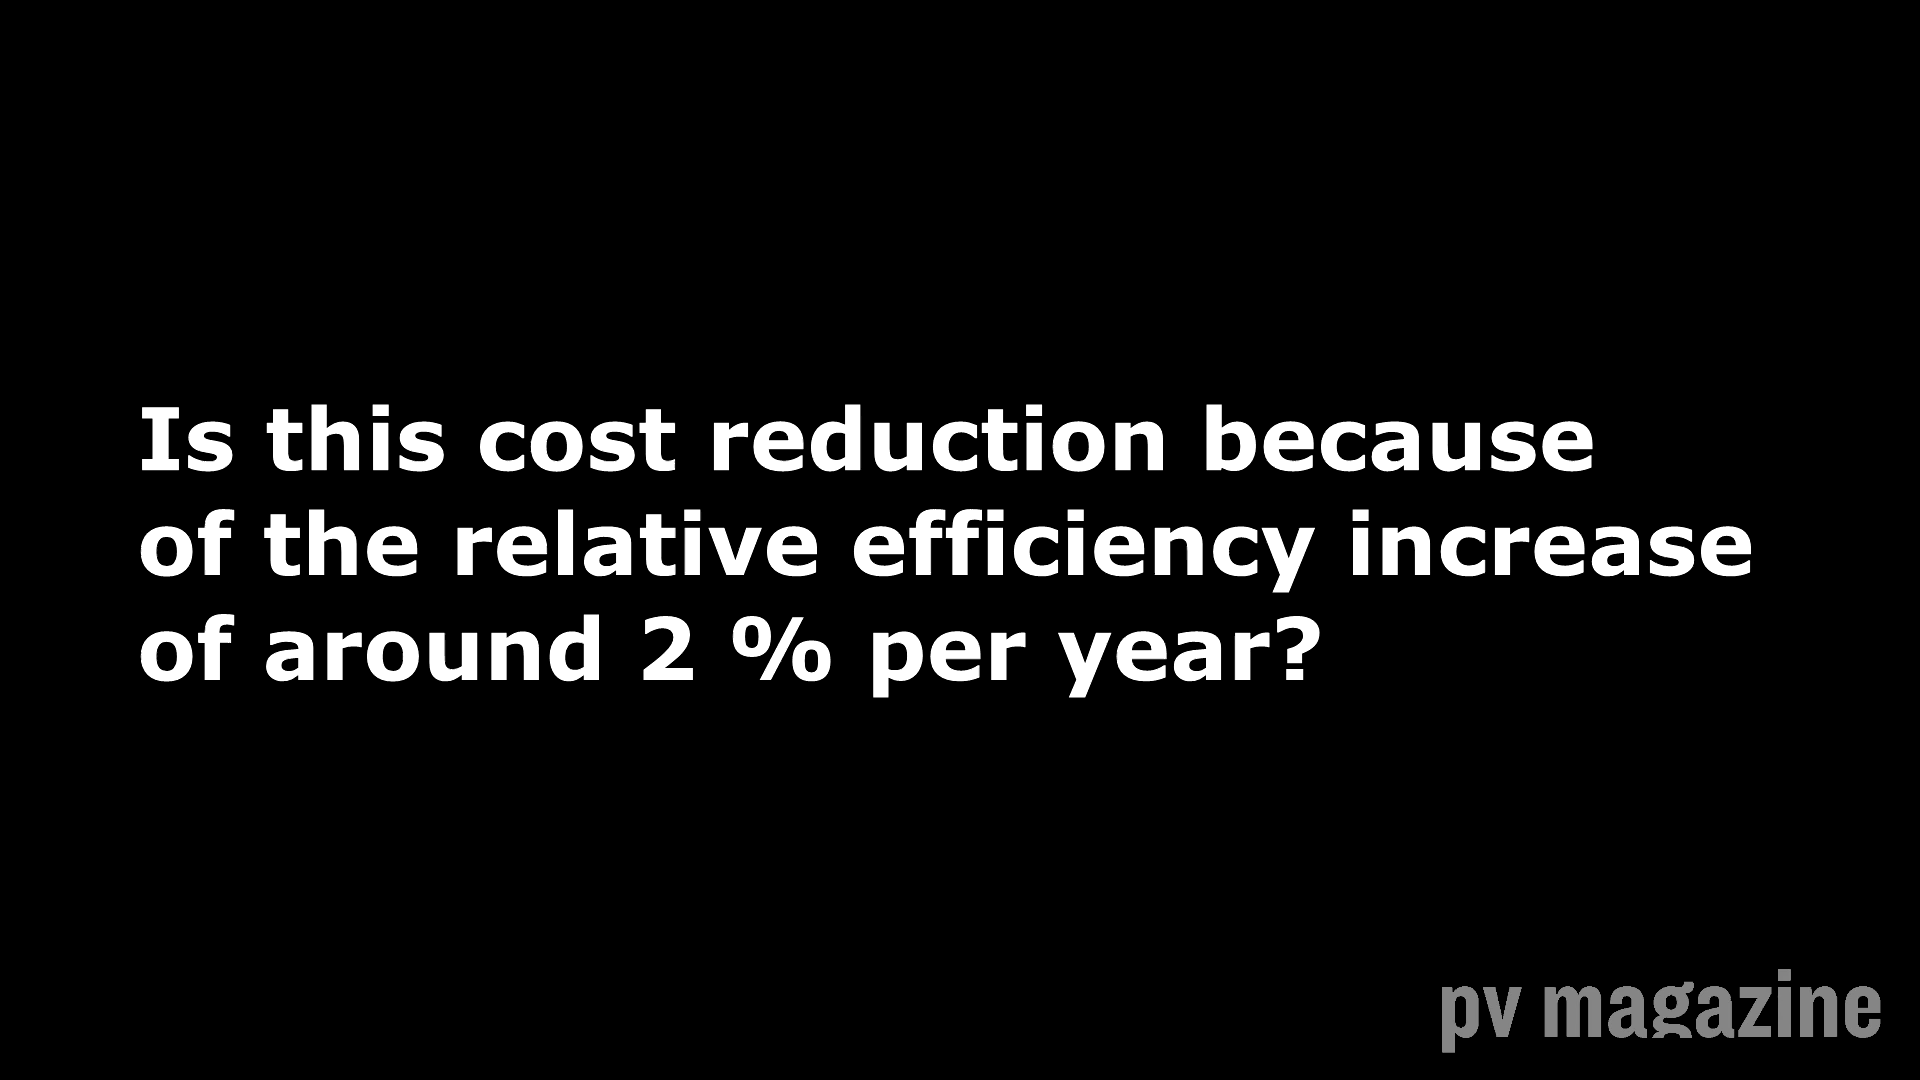 Is this cost reduction because
of the relative efficiency increase
of around 2 % per year?
pv magazine